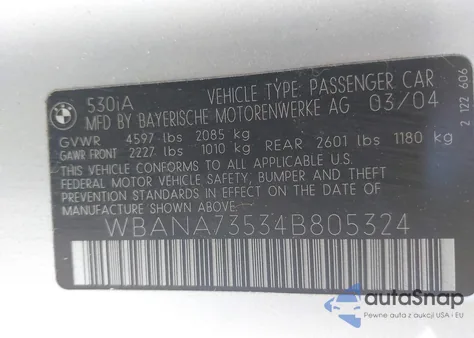 530iA VEHICLE TYPE: PASSENGER CAR
MFD BY BAYERISCHE MOTORENWERKE AG 03/04
GVWR 4597 lbs 2085 kg
GAWR FRONT 2227 lbs 1010 kg REAR 2601 lbs 1180 kg
THIS VEHICLE CONFORMS TO ALL APPLICABLE U.S.
FEDERAL MOTOR VEHICLE SAFETY, BUMPER AND THEFT
PREVENTION STANDARDS IN EFFECT ON THE DATE OF
MANUFACTURE SHOWN ABOVE.
WBANA73534B805324
2 022 606
autoSnap
Pewne auta z aukcji USA i EU